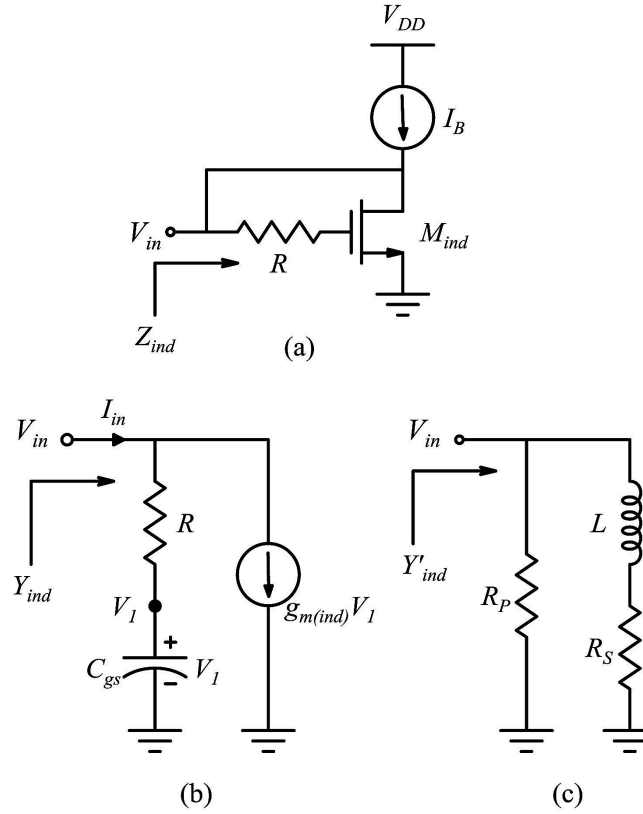 V_DD
I_B
V_in
R
M_ind
Z_ind
(a)
I_in
V_in
V_in
R
L
Y_ind
Y'_ind
V_1
g_m(ind)V_1
R_P
+
C_gs
V_1
R_S
−
(b)
(c)